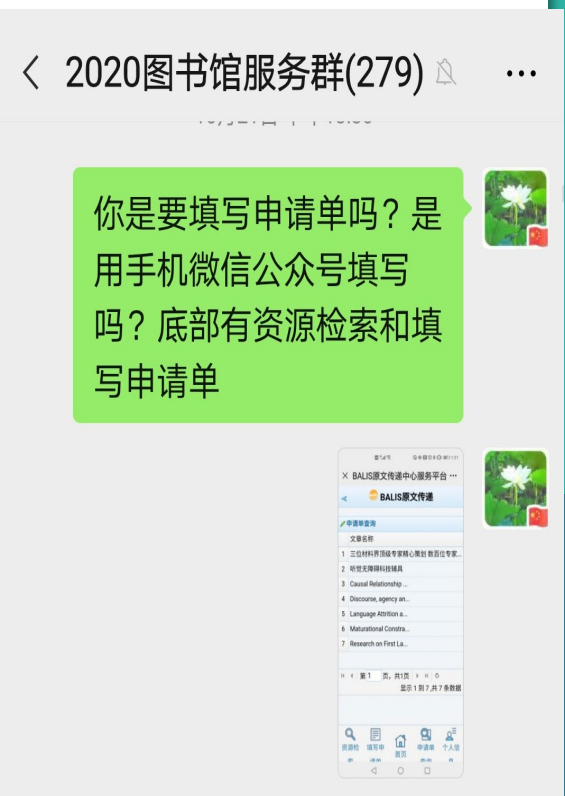 2020图书馆服务群(279)
你是要填写申请单吗？是
用手机微信公众号填写
吗？底部有资源检索和填
写申请单
BALIS原文传递中心服务平台 ···
BALIS原文传递
申请单查询
文章名称
1 三位材料界顶级专家精心策划 数百位专家...
2 听觉无障碍科技辅具
3 Causal Relationship ...
4 Discourse, agency an...
5 Language Attrition a...
6 Maturational Constra...
7 Research on First La...
第 1 页，共1页
显示 1 到 7 ,共 7 条数据
资源检 填写申 首页 申请单 个人信